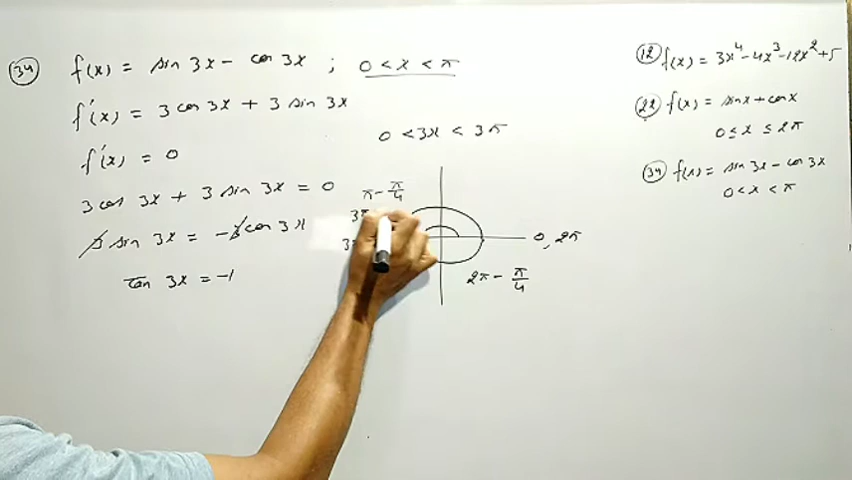 34 f(x) = sin 3x - cos 3x ; 0 < x < π
f'(x) = 3 cos 3x + 3 sin 3x
0 < 3x < 3π
f'(x) = 0
3 cos 3x + 3 sin 3x = 0
3 sin 3x = -3 cos 3x
tan 3x = -1
π - π/4
0, 2π
2π - π/4
12 f(x) = 3x⁴ - 4x³ - 12x² + 5
22 f(x) = sin x + cos x
0 ≤ x ≤ 2π
34 f(x) = sin 3x - cos 3x
0 < x < π